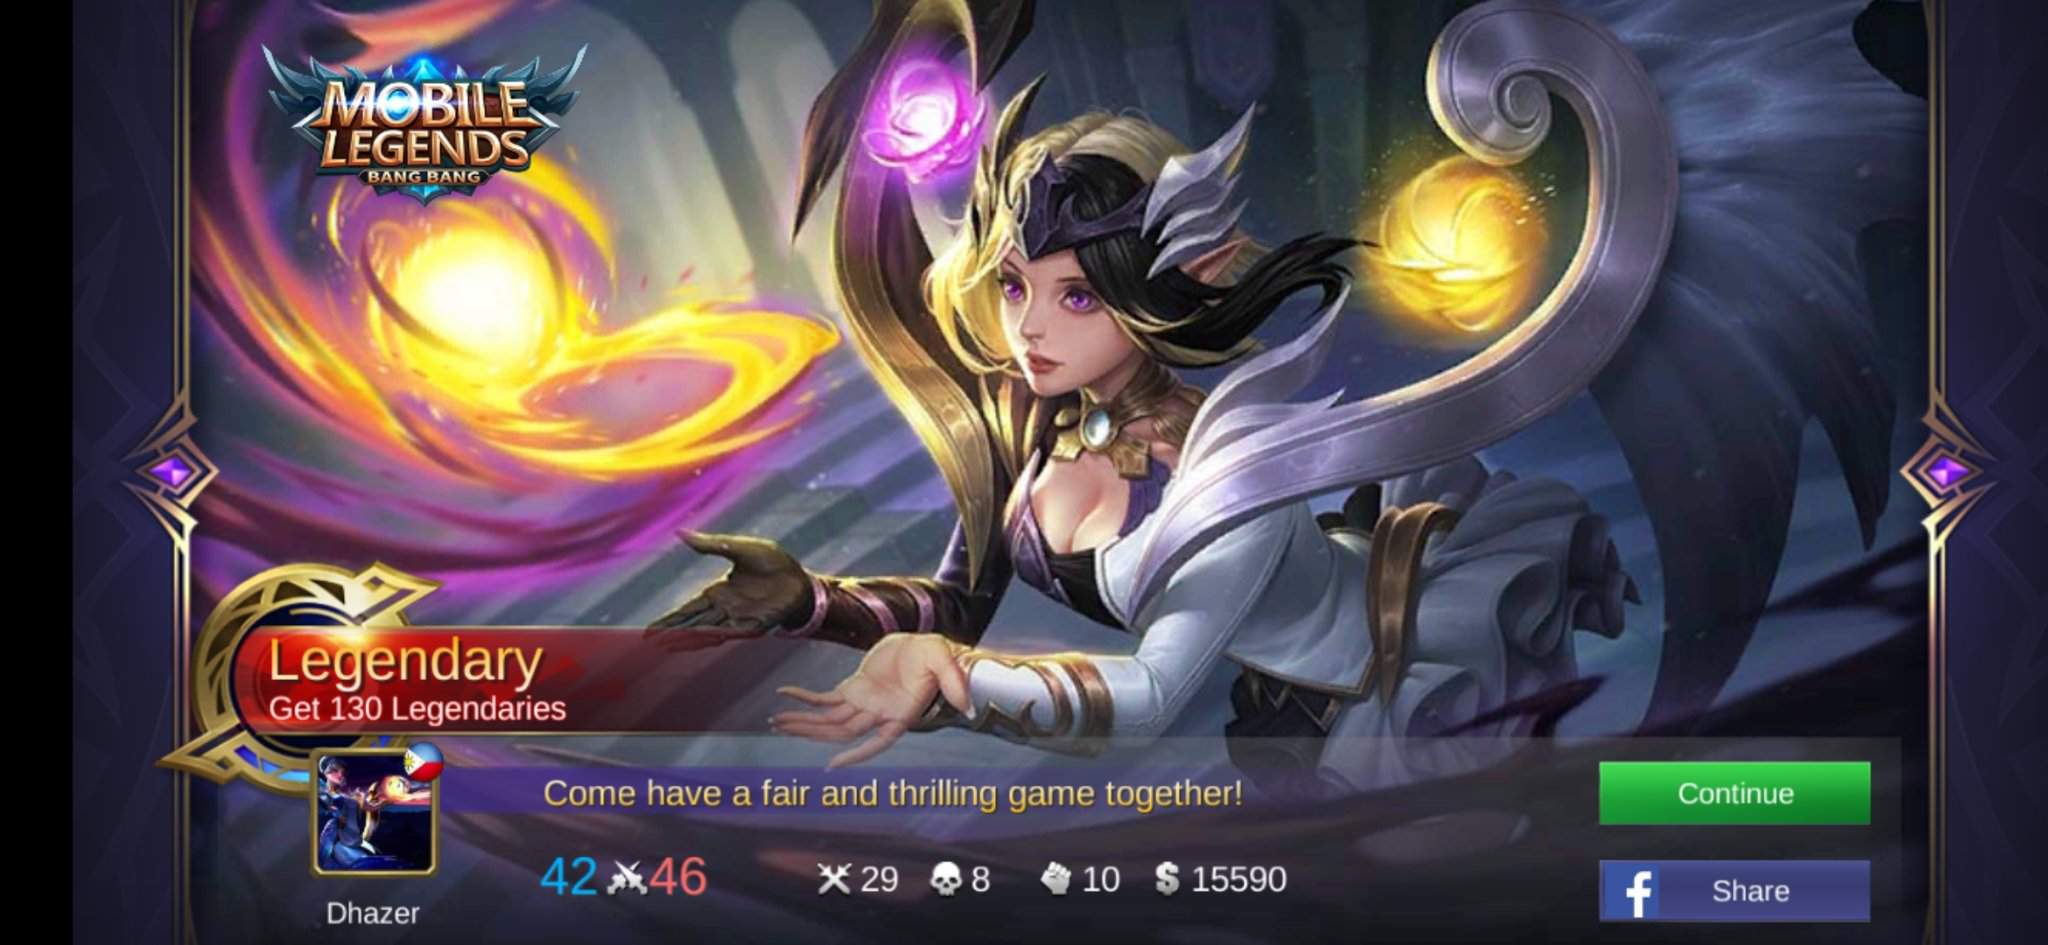 MOBILE
LEGENDS
BANG BANG
Legendary
Get 130 Legendaries
Come have a fair and thrilling game together!
Continue
42 46 29 8 10 $ 15590
f Share
Dhazer